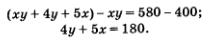 (xy + 4y + 5x) – xy = 580 – 400;
4y + 5x = 180.